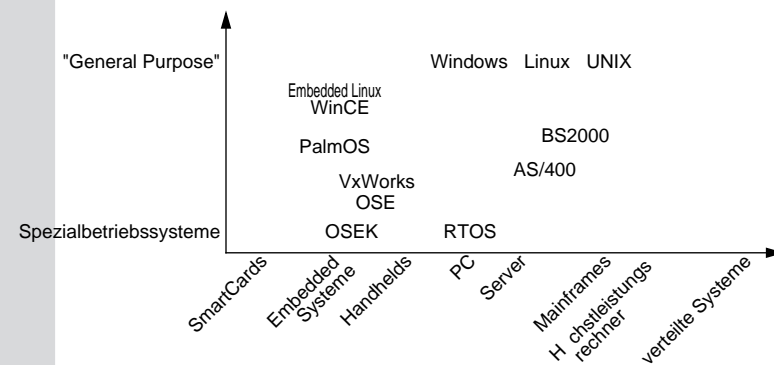 "General Purpose"
Windows Linux UNIX
Embedded Linux
WinCE
BS2000
PalmOS
AS/400
VxWorks
OSE
Spezialbetriebssysteme
OSEK
RTOS
SmartCards
Embedded
Systeme
Handhelds
PC
Server
Mainframes
H chstleistungs
rechner
verteilte Systeme